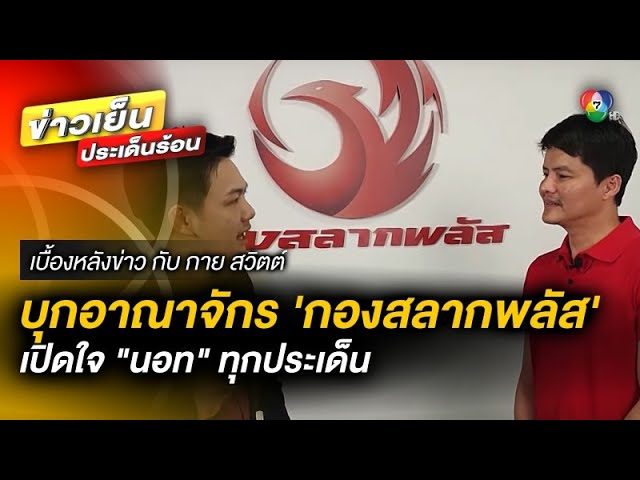 ข่าวเย็น
ประเด็นร้อน
7HD
งสลากพลัส
เบื้องหลังข่าว กับ กาย สวิตต์
บุกอาณาจักร 'กองสลากพลัส'
เปิดใจ "นอท" ทุกประเด็น